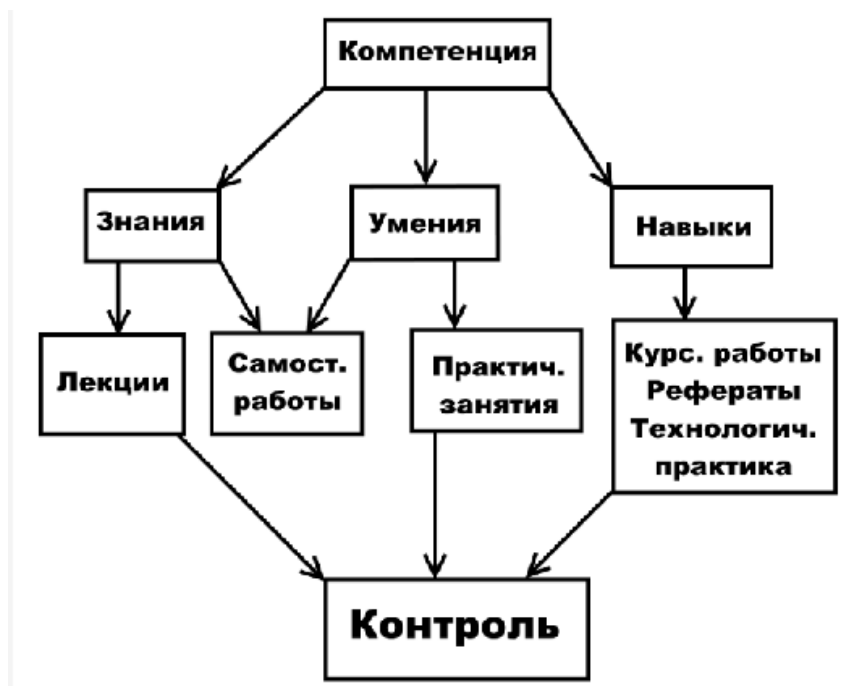 Компетенция
Знания
Умения
Навыки
Лекции
Самост.
работы
Практич.
занятия
Курс. работы
Рефераты
Технологич.
практика
Контроль